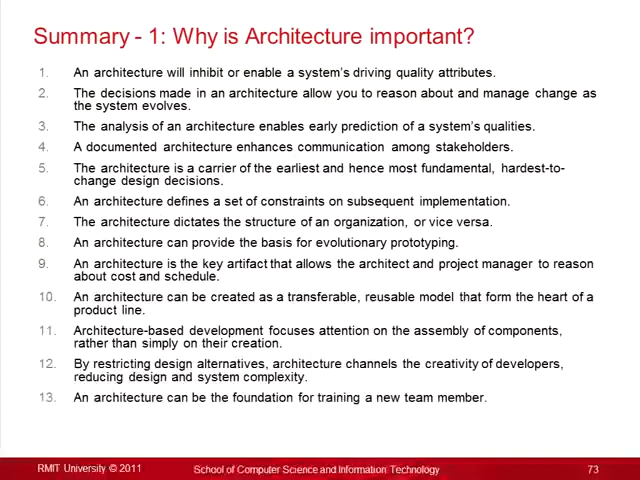 Summary - 1: Why is Architecture important?
1. An architecture will inhibit or enable a system's driving quality attributes.
2. The decisions made in an architecture allow you to reason about and manage change as
the system evolves.
3. The analysis of an architecture enables early prediction of a system's qualities.
4. A documented architecture enhances communication among stakeholders.
5. The architecture is a carrier of the earliest and hence most fundamental, hardest-to-
change design decisions.
6. An architecture defines a set of constraints on subsequent implementation.
7. The architecture dictates the structure of an organization, or vice versa.
8. An architecture can provide the basis for evolutionary prototyping.
9. An architecture is the key artifact that allows the architect and project manager to reason
about cost and schedule.
10. An architecture can be created as a transferable, reusable model that form the heart of a
product line.
11. Architecture-based development focuses attention on the assembly of components,
rather than simply on their creation.
12. By restricting design alternatives, architecture channels the creativity of developers,
reducing design and system complexity.
13. An architecture can be the foundation for training a new team member.
RMIT University © 2011 School of Computer Science and Information Technology 73